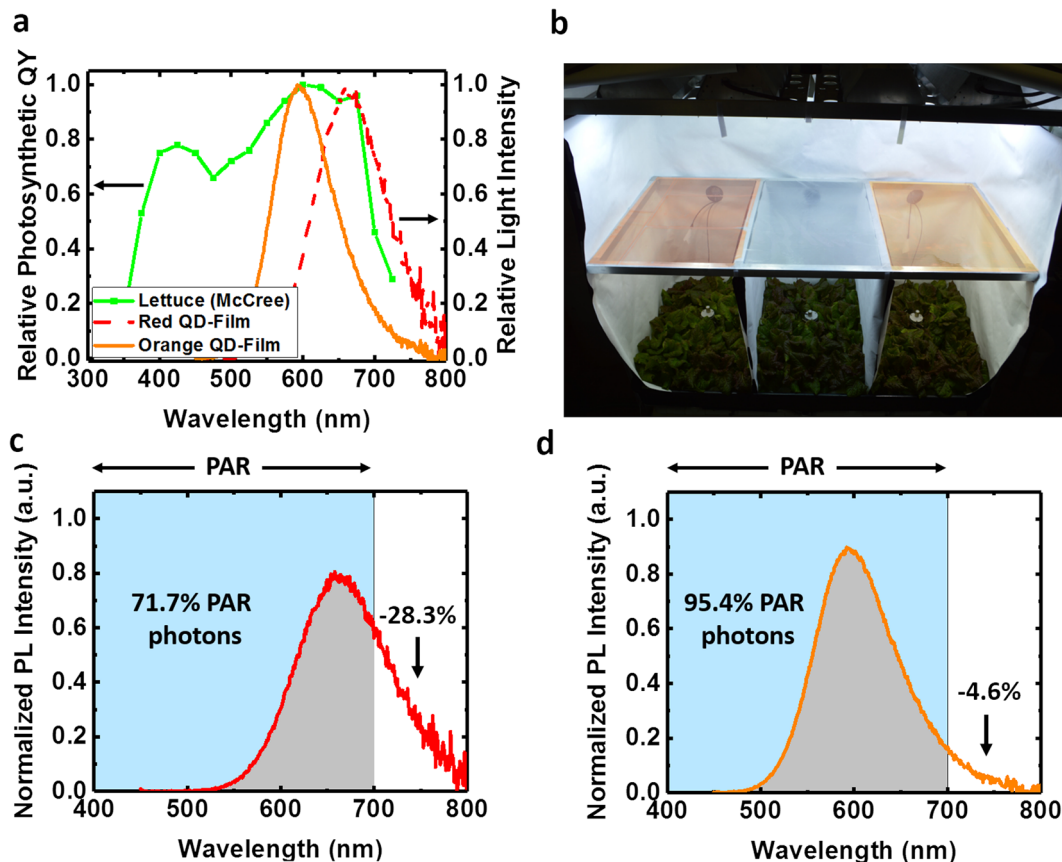 a
Relative Photosynthetic QY
1.0
0.8
0.6
0.4
0.2
0.0
1.0
0.8
0.6
0.4
0.2
0.0
Relative Light Intensity
Lettuce (McCree)
Red QD-Film
Orange QD-Film
300 400 500 600 700 800
Wavelength (nm)
b
c
PAR
Normalized PL Intensity (a.u.)
1.0
0.8
0.6
0.4
0.2
0.0
71.7% PAR
photons
-28.3%
400 500 600 700 800
Wavelength (nm)
d
PAR
Normalized PL Intensity (a.u.)
1.0
0.8
0.6
0.4
0.2
0.0
95.4% PAR
photons
-4.6%
400 500 600 700 800
Wavelength (nm)